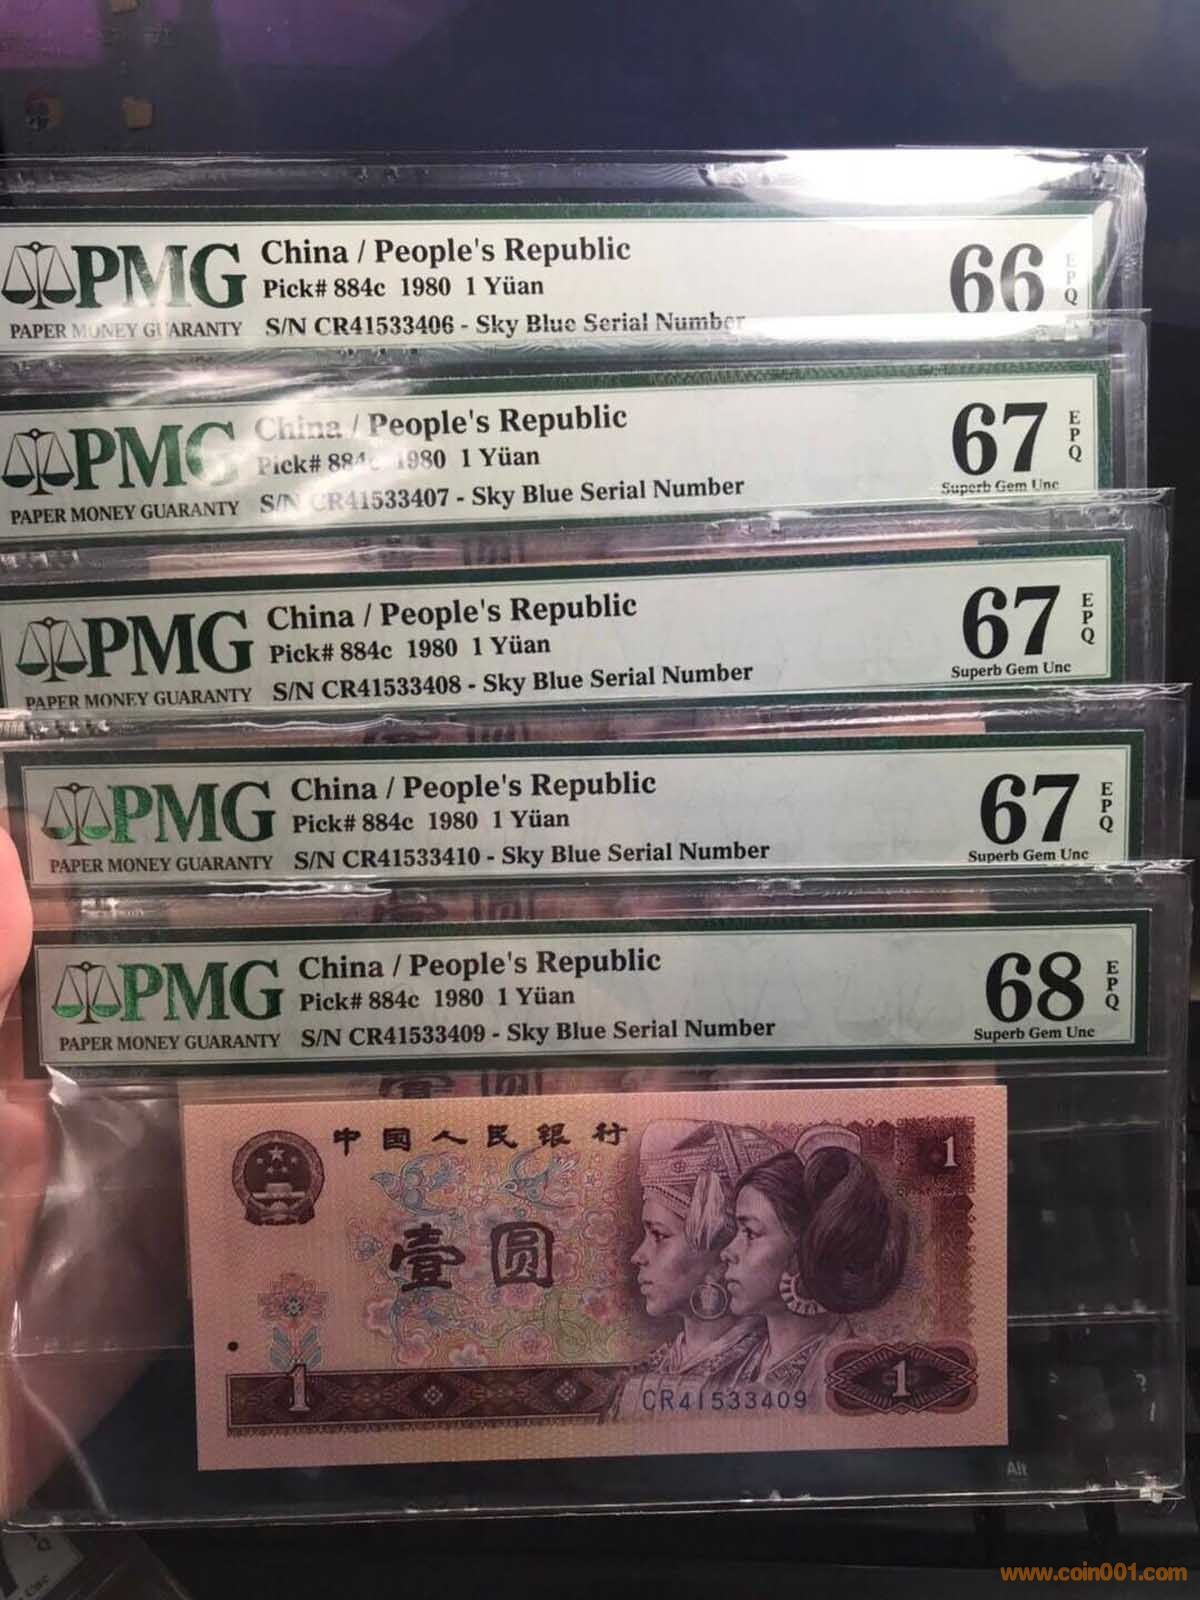 PMG
PAPER MONEY GUARANTY
China / People's Republic
Pick# 884c 1980 1 Yüan
S/N CR41533406 - Sky Blue Serial Number
66
EPQ
PMG
PAPER MONEY GUARANTY
China / People's Republic
Pick# 884c 1980 1 Yüan
S/N CR41533407 - Sky Blue Serial Number
67
EPQ
Superb Gem Unc
PMG
PAPER MONEY GUARANTY
China / People's Republic
Pick# 884c 1980 1 Yüan
S/N CR41533408 - Sky Blue Serial Number
67
EPQ
Superb Gem Unc
PMG
PAPER MONEY GUARANTY
China / People's Republic
Pick# 884c 1980 1 Yüan
S/N CR41533410 - Sky Blue Serial Number
67
EPQ
Superb Gem Unc
PMG
PAPER MONEY GUARANTY
China / People's Republic
Pick# 884c 1980 1 Yüan
S/N CR41533409 - Sky Blue Serial Number
68
EPQ
Superb Gem Unc
中国人民银行
1
壹圆
1
CR41533409
1
Alt
www.coin001.com